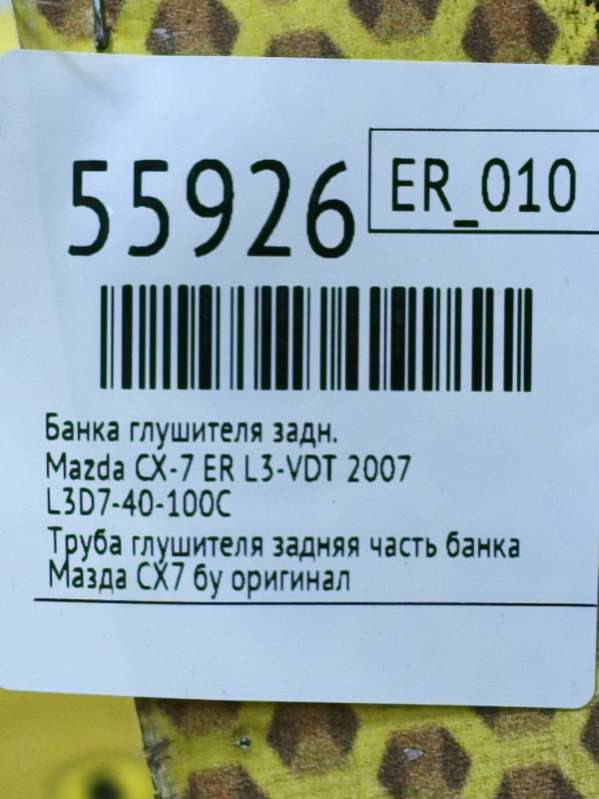 55926
ER_010
Банка глушителя задн.
Mazda CX-7 ER L3-VDT 2007
L3D7-40-100C
Труба глушителя задняя часть банка
Мазда СХ7 бу оригинал